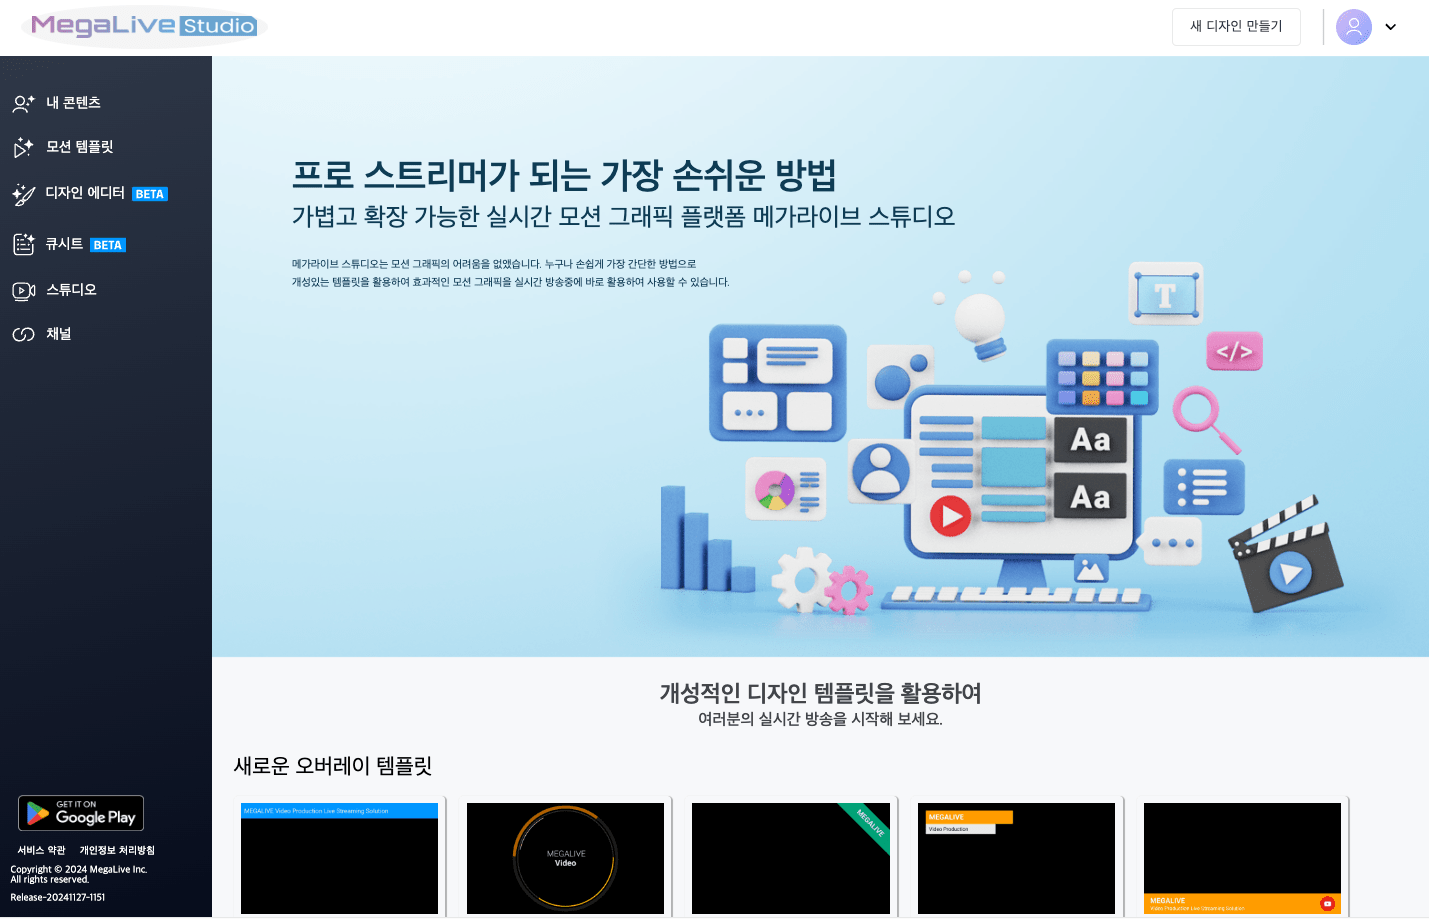 MegaLive Studio
새 디자인 만들기
내 콘텐츠
모션 템플릿
디자인 에디터 BETA
큐시트 BETA
스튜디오
채널
GET IT ON
Google Play
서비스 약관 개인정보 처리방침
Copyright © 2024 MegaLive Inc.
All rights reserved.
Release-20241127-1151
프로 스트리머가 되는 가장 손쉬운 방법
가볍고 확장 가능한 실시간 모션 그래픽 플랫폼 메가라이브 스튜디오
메가라이브 스튜디오는 모션 그래픽의 어려움을 없앴습니다. 누구나 손쉽게 가장 간단한 방법으로
개성있는 템플릿을 활용하여 효과적인 모션 그래픽을 실시간 방송중에 바로 활용하여 사용할 수 있습니다.
T
</>
Aa
Aa
개성적인 디자인 템플릿을 활용하여
여러분의 실시간 방송을 시작해 보세요.
새로운 오버레이 템플릿
MEGALIVE Video Production Live Streaming Solution
MEGALIVE
Video
MEGALIVE
MEGALIVE
Video Production
MEGALIVE
Video Production Live Streaming Solution